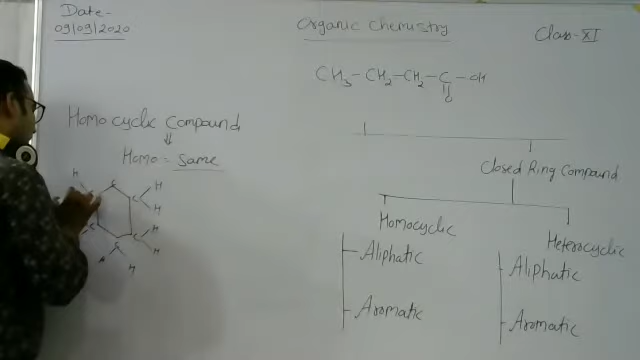 Date-
09/09/2020
Organic Chemistry
Class-XI
CH3-CH2-CH2-C-OH
O
Homocyclic Compound
Homo = Same
Closed Ring Compound
Homocyclic
Heterocyclic
Aliphatic
Aliphatic
Aromatic
Aromatic
H
C
C
H
H
C
C
H
H
C
H